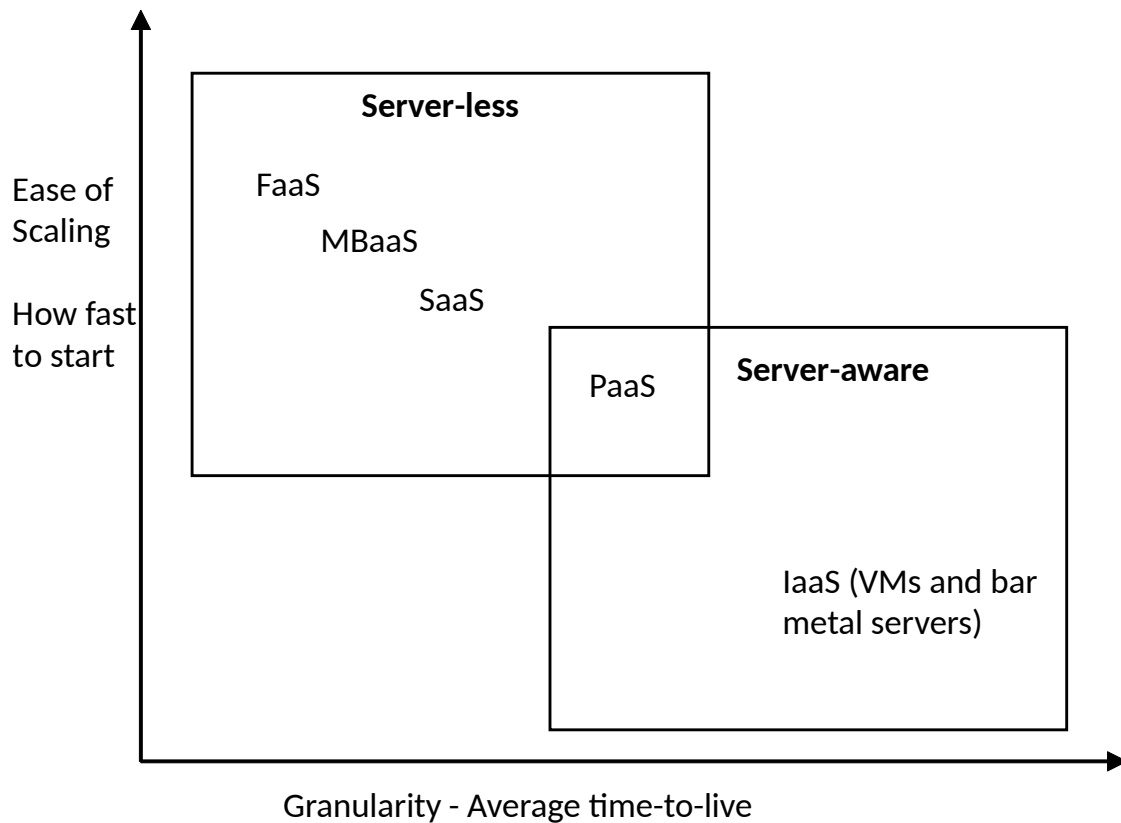 Server-less
FaaS
Ease of
Scaling
MBaaS
SaaS
How fast
to start
Server-aware
PaaS
IaaS (VMs and bar
metal servers)
Granularity - Average time-to-live